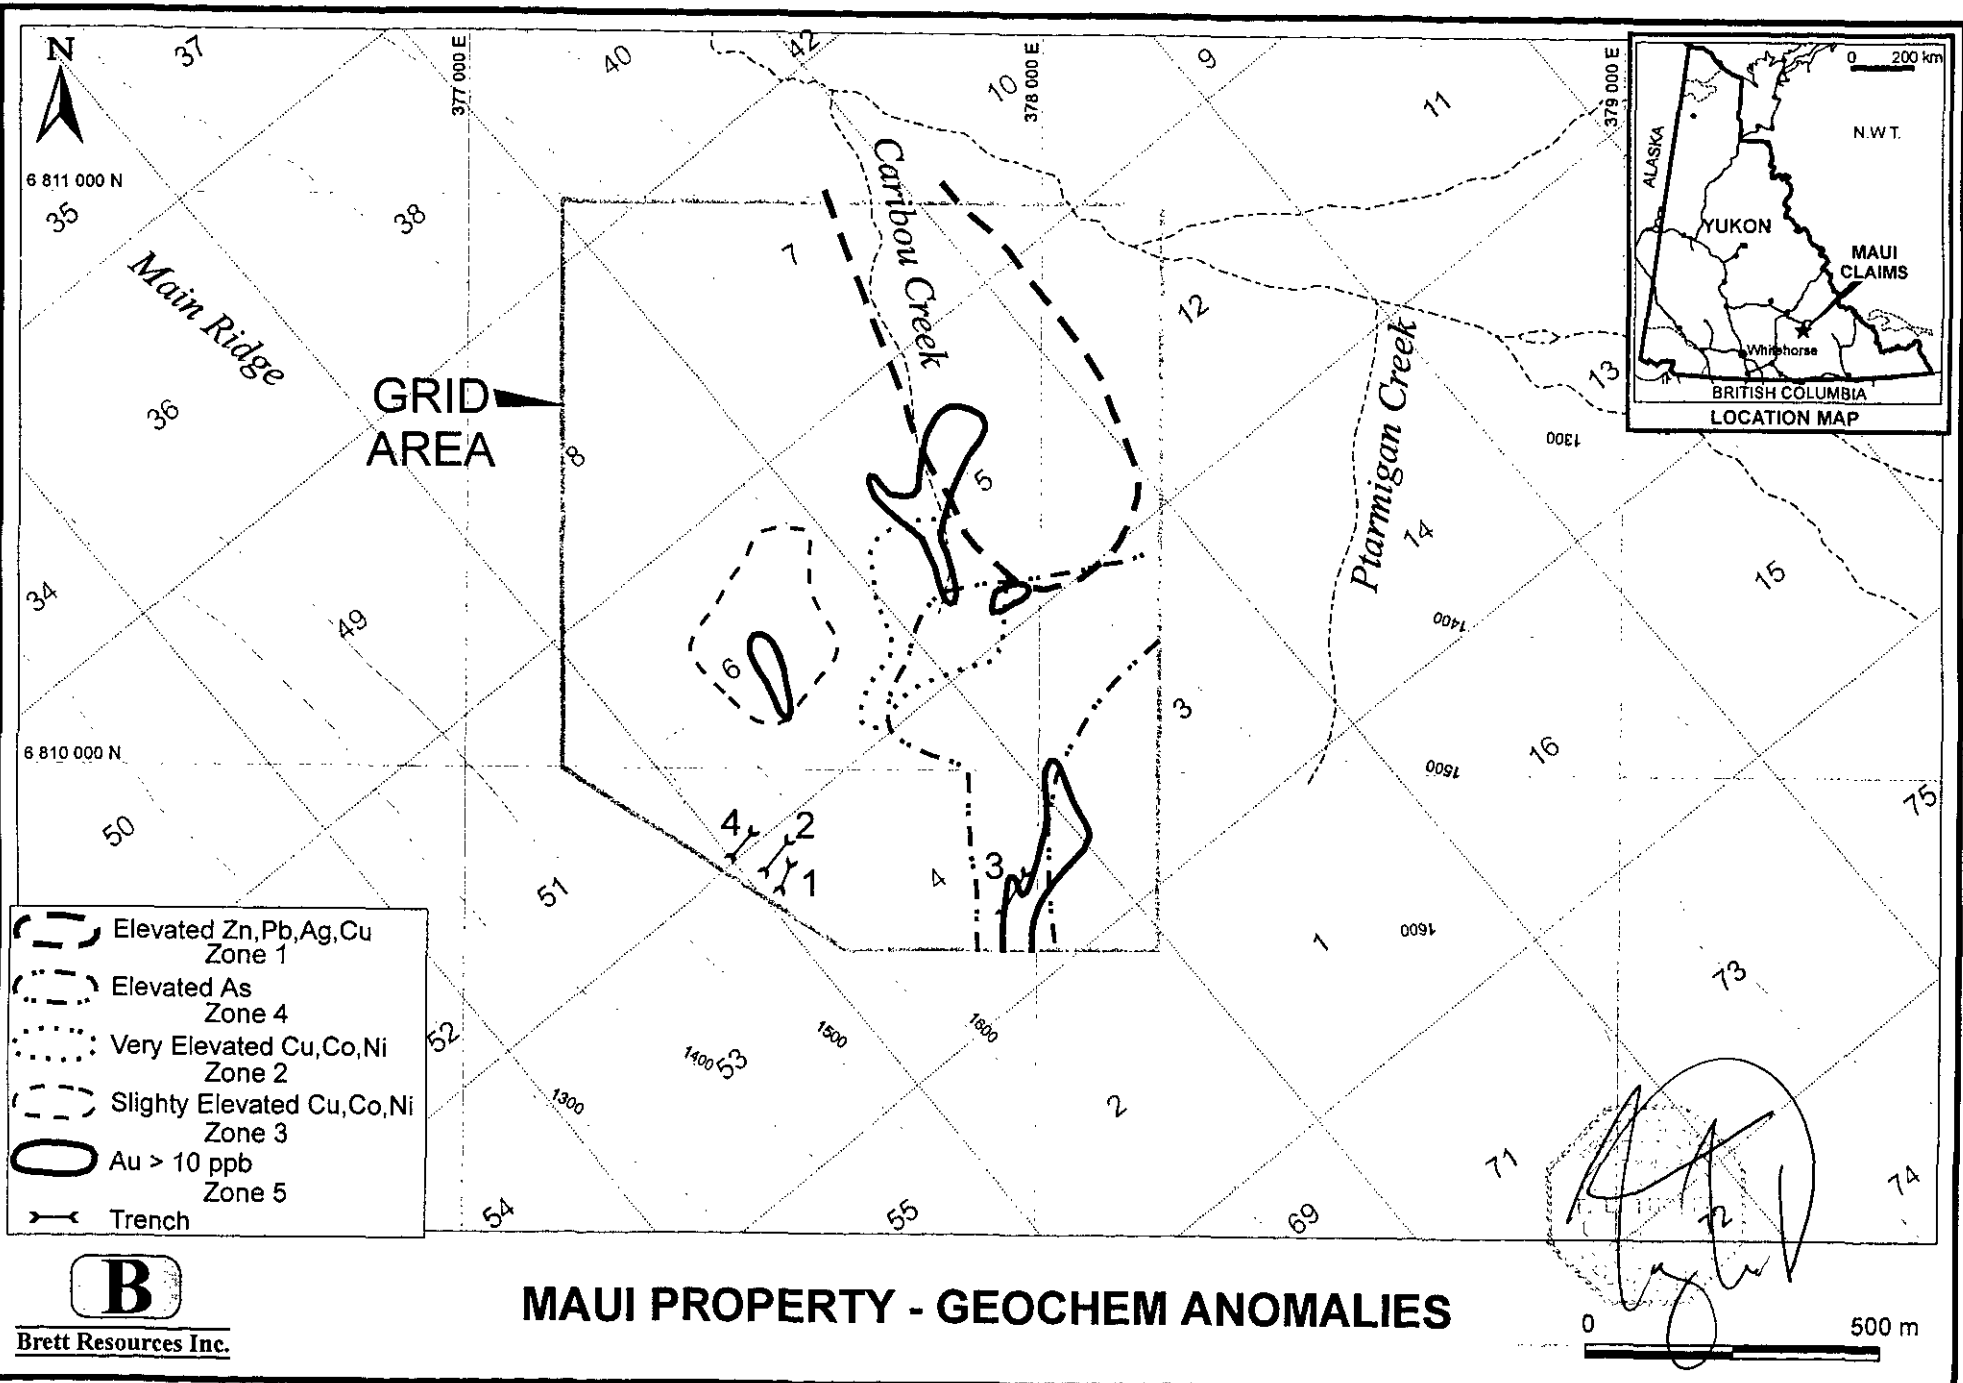 N
37
377 000 E
40
42
10
378 000 E
9
11
379 000 E
0 200 km
N.W.T.
ALASKA
YUKON
MAUI
CLAIMS
Whitehorse
BRITISH COLUMBIA
LOCATION MAP
6 811 000 N
35
38
7
Caribou Creek
12
Main Ridge
36
GRID
AREA
8
5
Ptarmigan Creek
13
1300
14
15
34
49
6
1400
3
16
1500
6 810 000 N
75
50
4
2
1
3
4
51
1
1600
73
52
53
1400
1500
1600
1300
2
71
72
74
54
55
69
Elevated Zn,Pb,Ag,Cu
Zone 1
Elevated As
Zone 4
Very Elevated Cu,Co,Ni
Zone 2
Slighty Elevated Cu,Co,Ni
Zone 3
Au > 10 ppb
Zone 5
Trench
B
Brett Resources Inc.
MAUI PROPERTY - GEOCHEM ANOMALIES
0 500 m